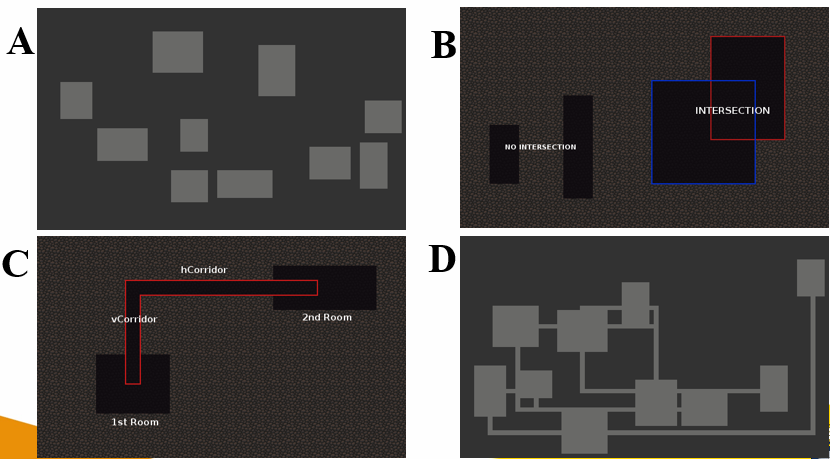 A
B
INTERSECTION
NO INTERSECTION
C
hCorridor
vCorridor
2nd Room
1st Room
D